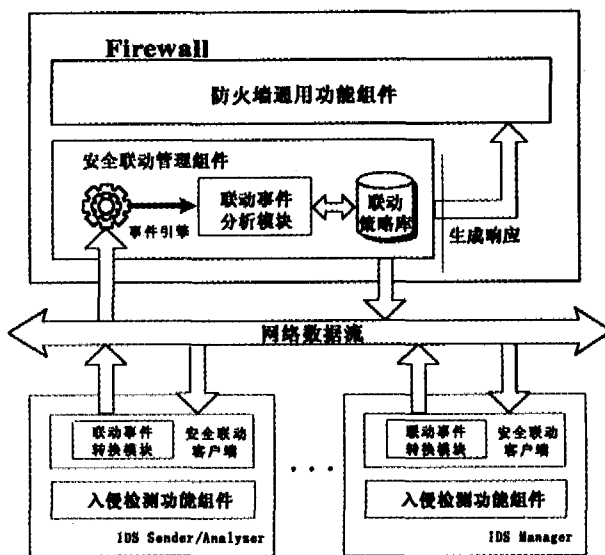 Firewall
防火墙通用功能组件
安全联动管理组件
事件引擎
联动事件
分析模块
联动
策略库
生成响应
网络数据流
联动事件
转换模块
安全联动
客户端
入侵检测功能组件
IDS Sender/Analyzer
...
联动事件
转换模块
安全联动
客户端
入侵检测功能组件
IDS Manager